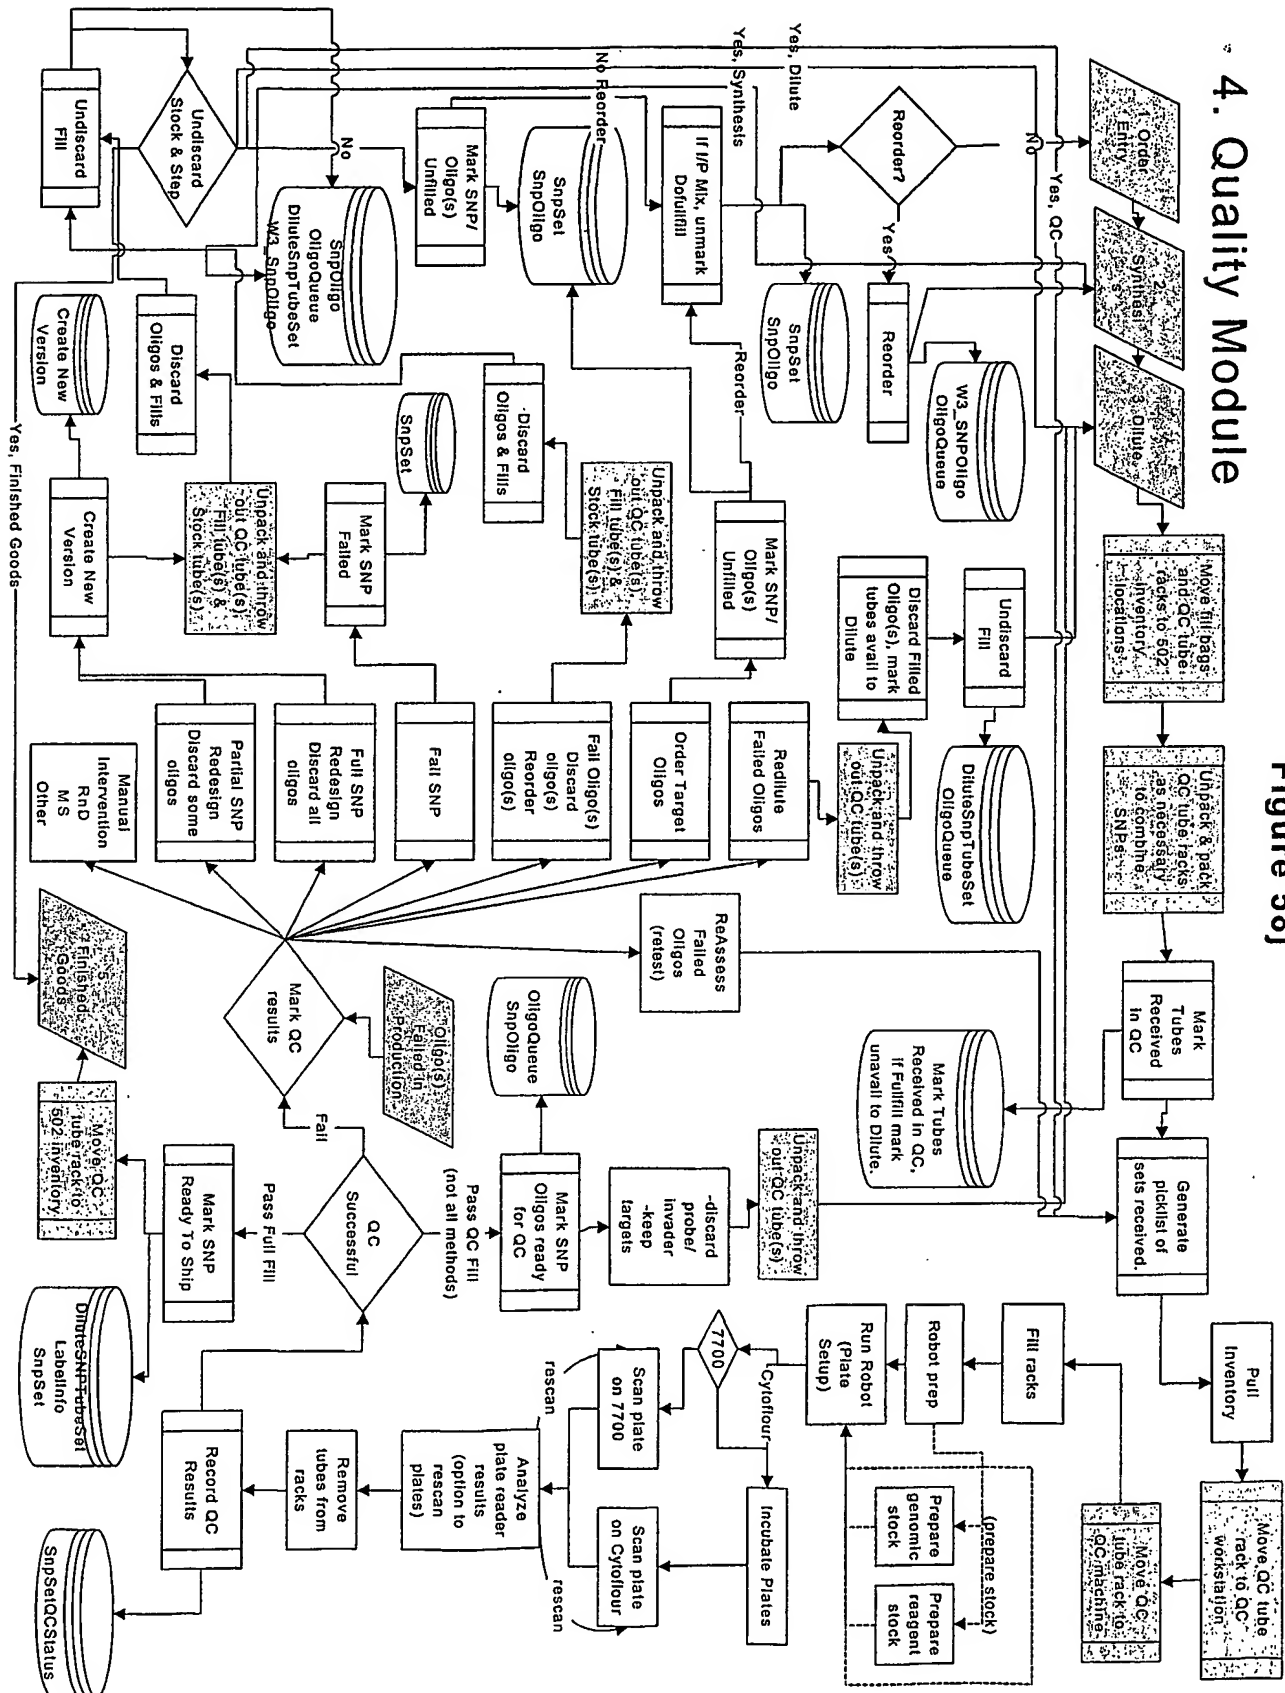 4. Quality Module
Figure 58J
1 Order
Entry
2
Synthesi
s
3. Dilute
Move fill bags
and QC tube
racks to 502
inventory
locations
Unpack & pack
QC tube racks
as necessary
to combine
SNPs
Mark
Tubes
Received
in QC
Generate
picklist of
sets received.
Pull
Inventory
Move QC tube
rack to QC
workstation
Move QC
tube rack to
QC machine
Fill racks
Robot prep
Run Robot
(Plate
Setup)
(prepare stock)
Prepare
genomic
stock
Prepare
reagent
stock
7700
Cytoflour
Incubate Plates
Scan plate
on 7700
Scan plate
on Cytoflour
rescan
rescan
Analyze
plate reader
results
(option to
rescan
plates)
Remove
tubes from
racks
Record QC
Results
SnpSetQCStatus
QC
Successful
Pass QC Fill
(not all methods)
Mark SNP
Oligos ready
for QC
OligoQueue
SnpOligo
-discard
probe/
invader
-keep
targets
Unpack and throw
out QC tube(s)
Mark Tubes
Received in QC,
if Fullfill mark
unavail to Dilute.
Pass Full Fill
Mark SNP
Ready To Ship
Move QC
tube rack to
502 inventory
5
Finished
Goods
DiluteSNPTubeSet
LabelInfo
SnpSet
Fail
Mark QC
results
Oligo(s)
Failed in
Production
ReAssess
Failed
Oligos
(retest)
Redilute
Failed Oligos
Order Target
Oligos
Fail Oligo(s)
Discard
oligo(s)
Reorder
oligo(s)
Fail SNP
Full SNP
Redesign
Discard all
oligos
Partial SNP
Redesign
Discard some
oligos
Manual
Intervention
RnD
MS
Other
Unpack and throw
out QC tube(s)
Discard Filled
Oligo(s), mark
tubes avail to
Dilute
Undiscard
Fill
DiluteSnpTubeSet
OligoQueue
Mark SNP/
Oligo(s)
Unfilled
Reorder
Unpack and throw
out QC tube(s),
Fill tube(s) &
Stock tube(s).
-Discard
Oligos & Fills
Mark SNP
Failed
SnpSet
Unpack and throw
out QC tube(s)
Fill tube(s) &
Stock tube(s).
Create New
Version
Create New
Version
Discard
Oligos & Fills
Undiscard
Fill
Undiscard
Stock & Step
No
SnpOligo
OligoQueue
DiluteSnpTubeSet
W3_SnpOligo
Mark SNP/
Oligo(s)
Unfilled
No Reorder
SnpSet
SnpOligo
If I/P Mix, unmark
Dofullfill
SnpSet
SnpOligo
Reorder?
No
Yes
Reorder
W3_SNPOligo
OligoQueue
Yes, Dilute
Yes, Synthesis
Yes, QC
Yes, Finished Goods